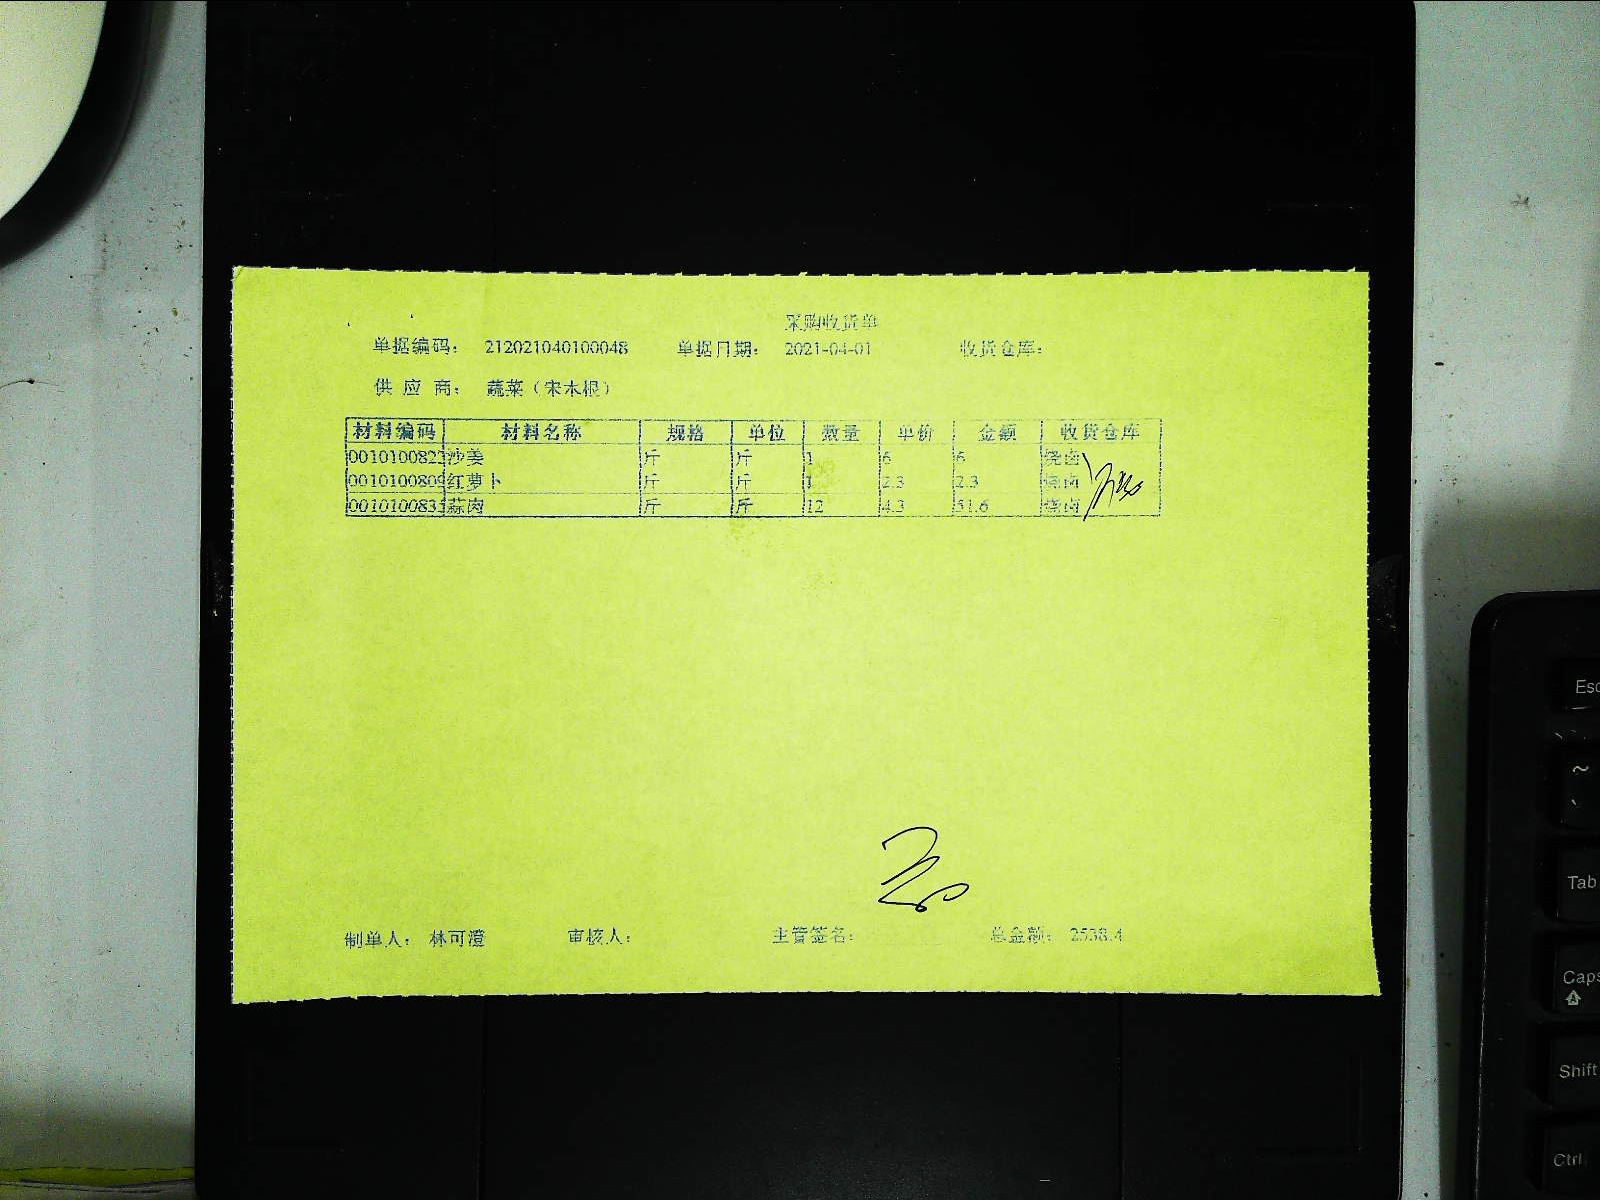 采购收货单
单据编码： 212021040100048 单据日期： 2021-04-01 收货仓库：
供 应 商： 蔬菜（宋木根）
材料编码 材料名称 规格 单位 数量 单价 金额 收货仓库
0010100822 沙姜 斤 斤 1 6 6 烧卤
0010100809 红萝卜 斤 斤 1 2.3 2.3 烧卤
0010100833 蒜肉 斤 斤 12 4.3 51.6 烧卤
制单人： 林可澄 审核人： 主管签名： 总金额： 2538.4
Esc
~
Tab
Caps
Shift
Ctrl